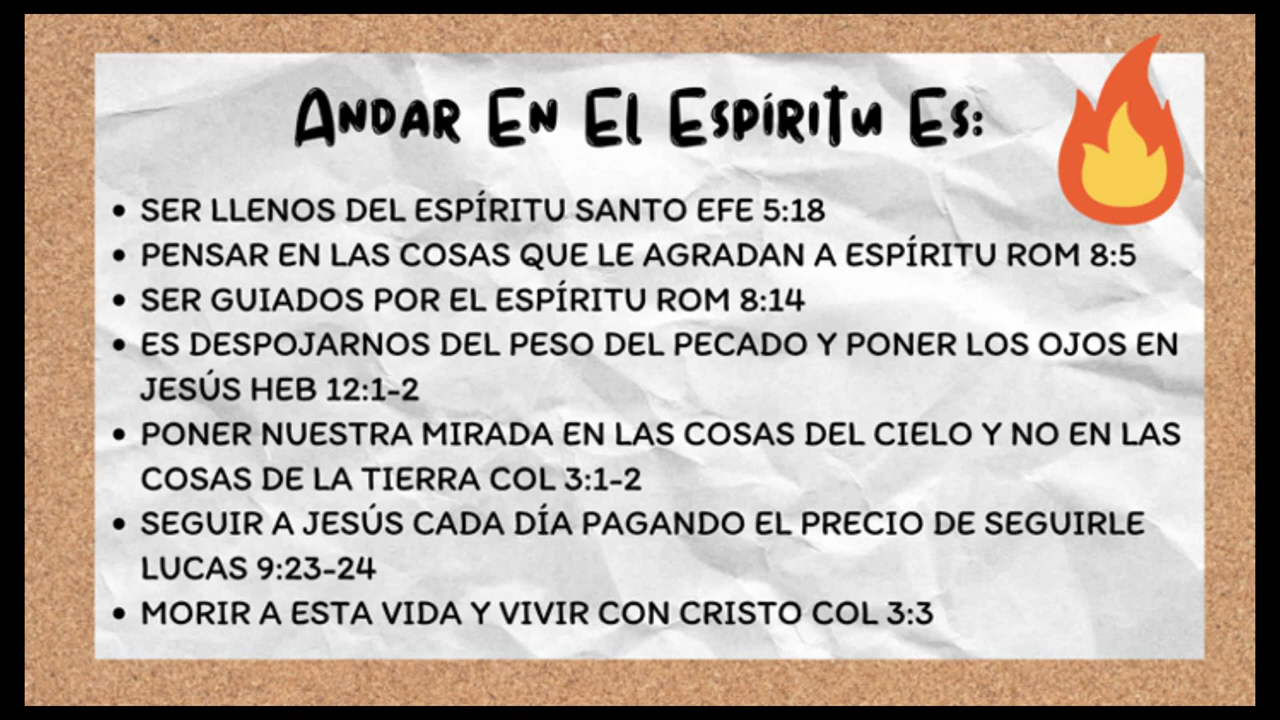 Andar En El Espíritu Es:
• SER LLENOS DEL ESPÍRITU SANTO EFE 5:18
• PENSAR EN LAS COSAS QUE LE AGRADAN A ESPÍRITU ROM 8:5
• SER GUIADOS POR EL ESPÍRITU ROM 8:14
• ES DESPOJARNOS DEL PESO DEL PECADO Y PONER LOS OJOS EN
JESÚS HEB 12:1-2
• PONER NUESTRA MIRADA EN LAS COSAS DEL CIELO Y NO EN LAS
COSAS DE LA TIERRA COL 3:1-2
• SEGUIR A JESÚS CADA DÍA PAGANDO EL PRECIO DE SEGUIRLE
LUCAS 9:23-24
• MORIR A ESTA VIDA Y VIVIR CON CRISTO COL 3:3